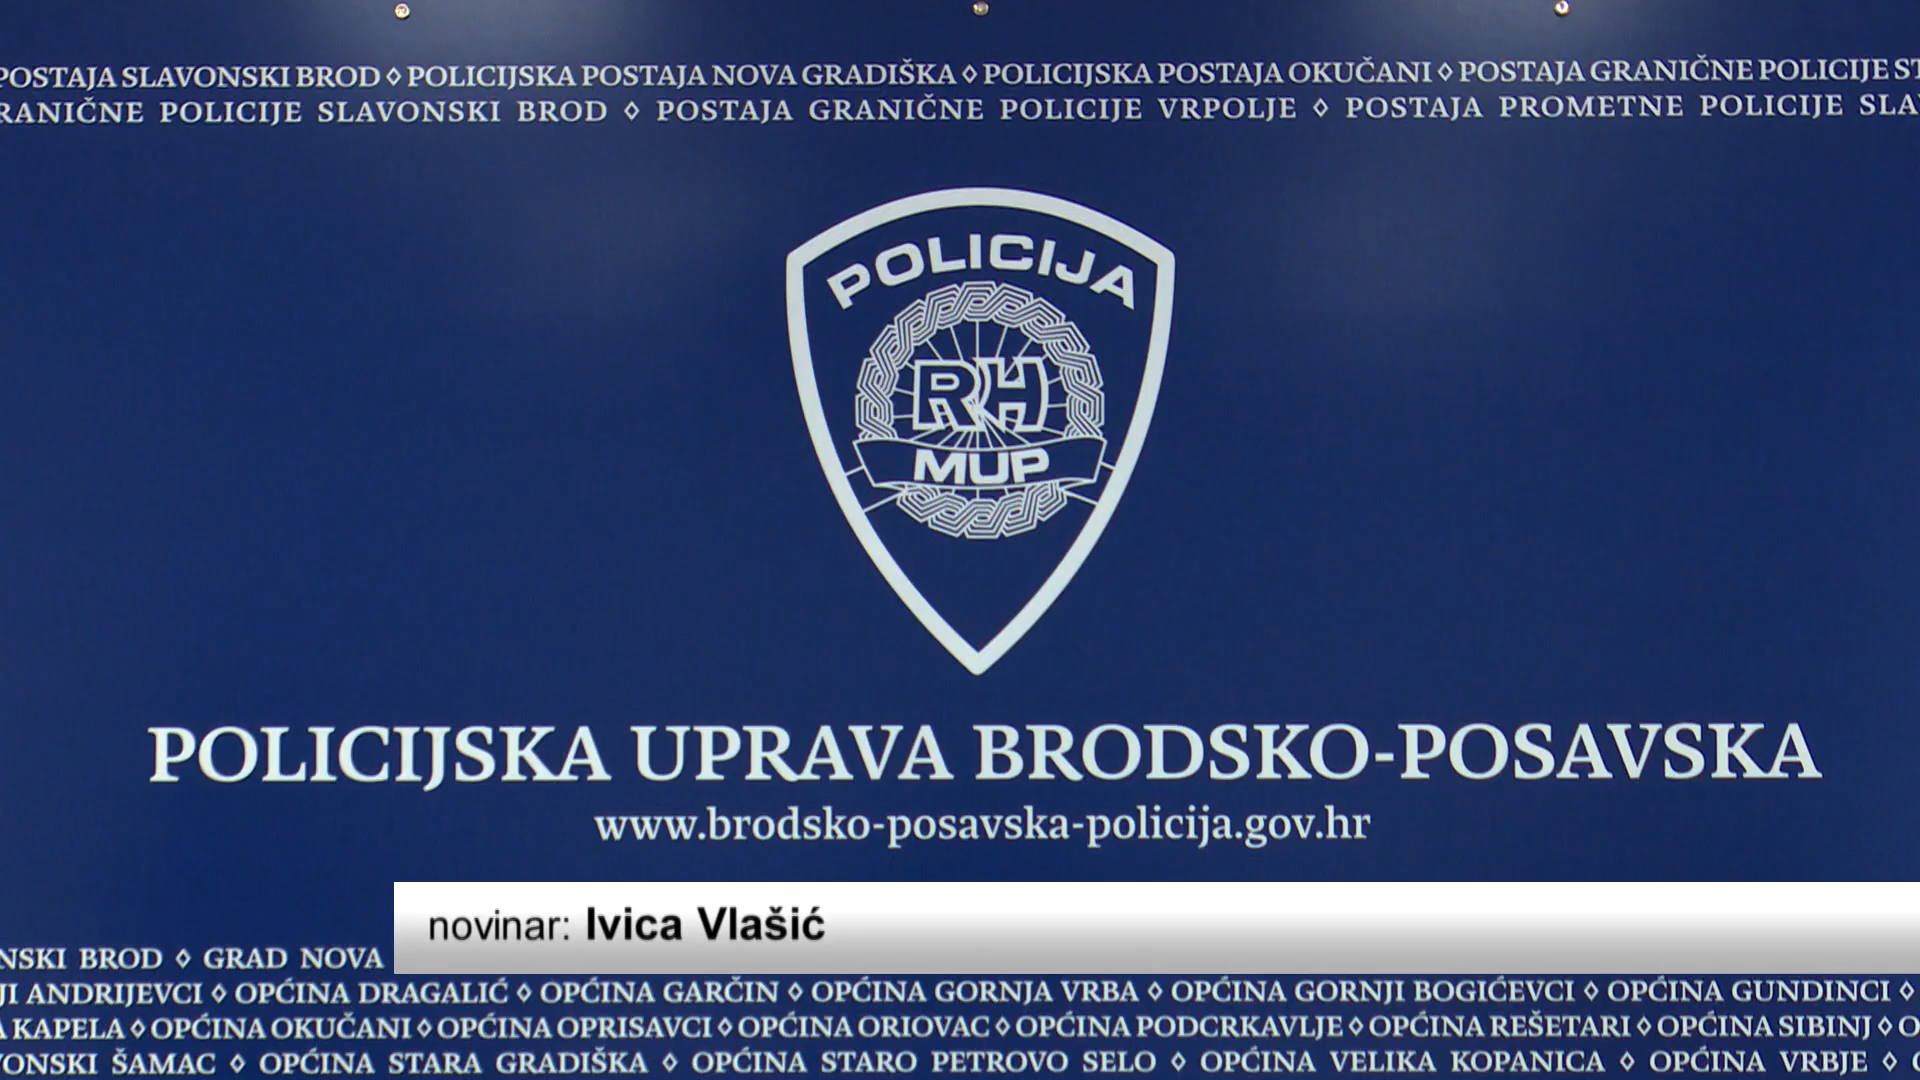 POSTAJA SLAVONSKI BROD ◊ POLICIJSKA POSTAJA NOVA GRADIŠKA ◊ POLICIJSKA POSTAJA OKUČANI ◊ POSTAJA GRANIČNE POLICIJE
POLICIJE SLAVONSKI BROD ◊ POSTAJA GRANIČNE POLICIJE VRPOLJE ◊ POSTAJA PROMETNE POLICIJE
POLICIJA
RH
MUP
POLICIJSKA UPRAVA BRODSKO-POSAVSKA
www.brodsko-posavska-policija.gov.hr
novinar: Ivica Vlašić
BROD ◊ GRAD NOVA
ANDRIJEVCI ◊ OPĆINA DRAGALIĆ ◊ OPĆINA GARČIN ◊ OPĆINA GORNJA VRBA ◊ OPĆINA GORNJI BOGIĆEVCI ◊ OPĆINA GUNDINCI ◊
KAPELA ◊ OPĆINA OKUČANI ◊ OPĆINA OPRISAVCI ◊ OPĆINA ORIOVAC ◊ OPĆINA PODCRKAVLJE ◊ OPĆINA REŠETARI ◊ OPĆINA SIBINJ ◊
ŠAMAC ◊ OPĆINA STARA GRADIŠKA ◊ OPĆINA STARO PETROVO SELO ◊ OPĆINA VELIKA KOPANICA ◊ OPĆINA VRBJE ◊